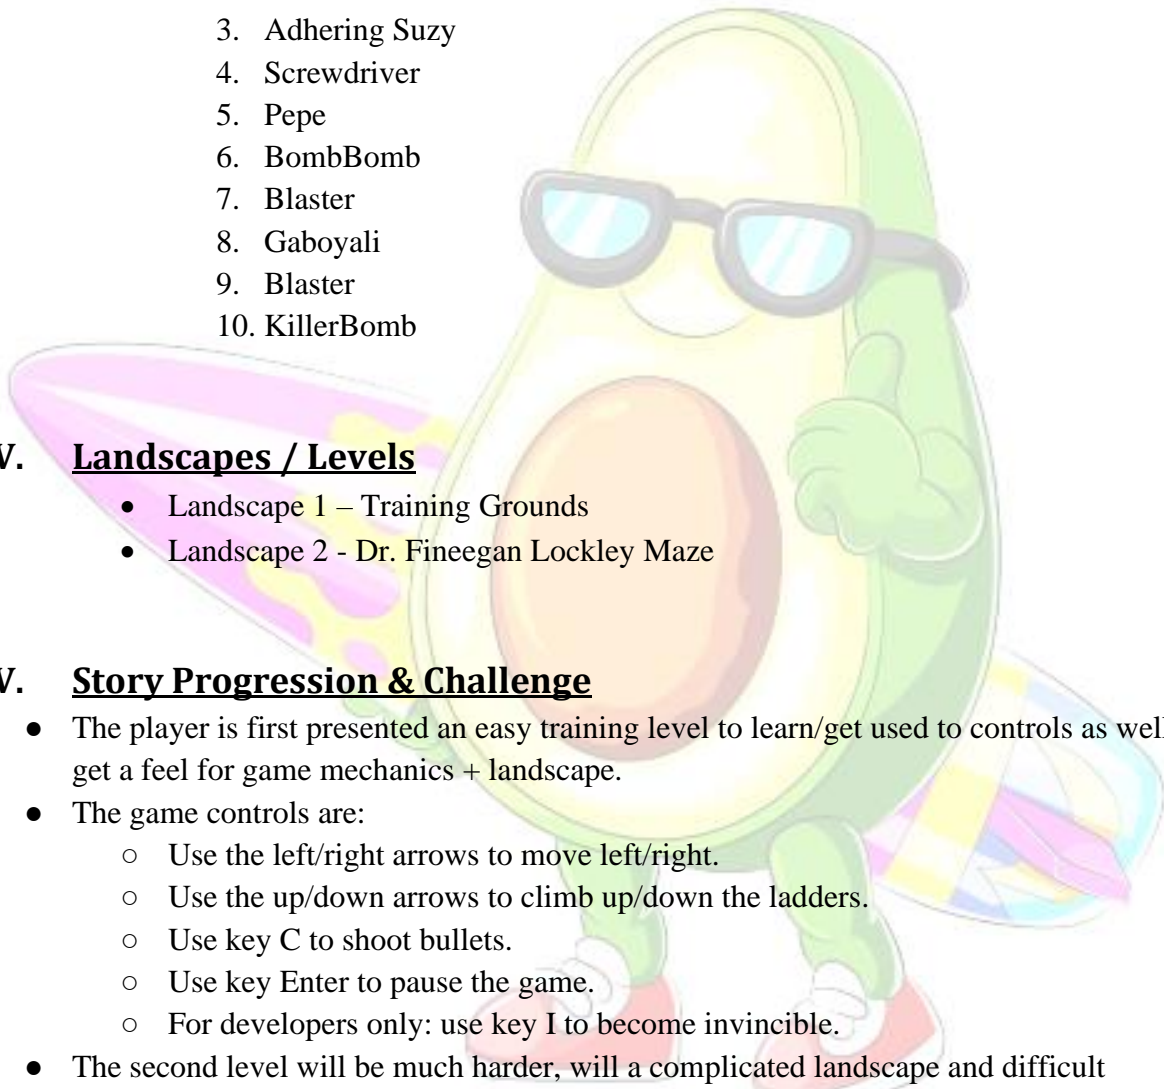 3. Adhering Suzy
4. Screwdriver
5. Pepe
6. BombBomb
7. Blaster
8. Gaboyali
9. Blaster
10. KillerBomb
V. Landscapes / Levels
• Landscape 1 – Training Grounds
• Landscape 2 - Dr. Fineegan Lockley Maze
V. Story Progression & Challenge
● The player is first presented an easy training level to learn/get used to controls as well
get a feel for game mechanics + landscape.
● The game controls are:
○ Use the left/right arrows to move left/right.
○ Use the up/down arrows to climb up/down the ladders.
○ Use key C to shoot bullets.
○ Use key Enter to pause the game.
○ For developers only: use key I to become invincible.
● The second level will be much harder, will a complicated landscape and difficult